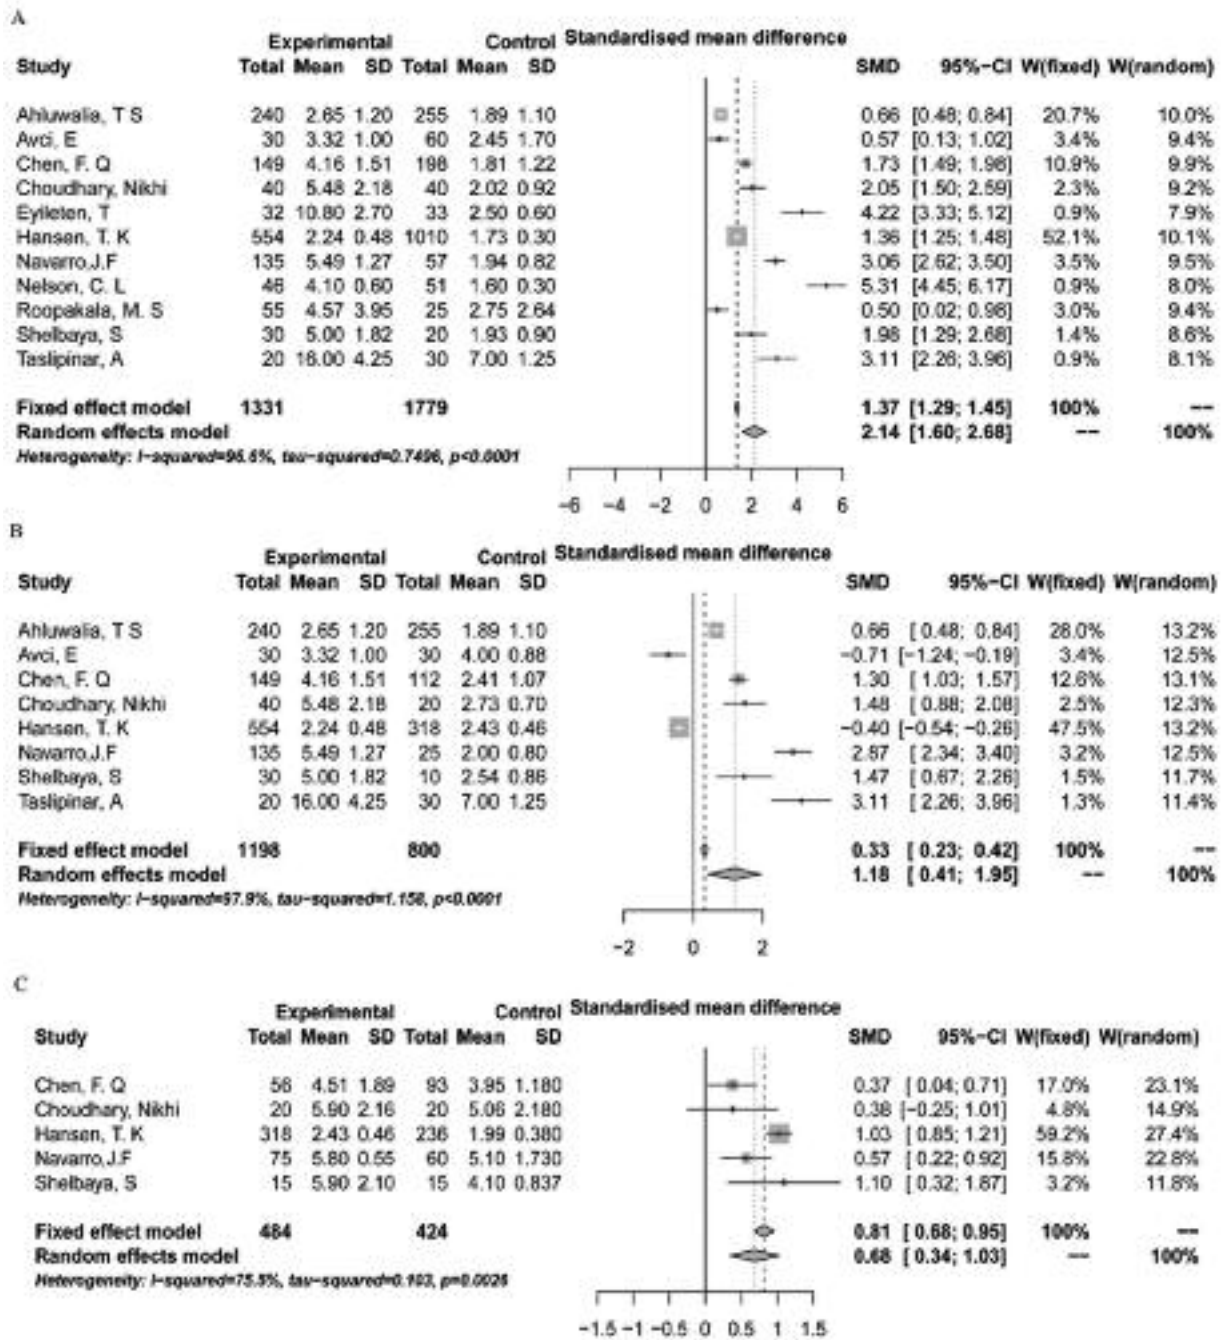 A
Experimental Control Standardised mean difference
Study Total Mean SD Total Mean SD SMD 95%-CI W(fixed) W(random)
Ahluwalia, T S 240 2.65 1.20 255 1.89 1.10 0.66 [0.48; 0.84] 20.7% 10.0%
Avci, E 30 3.32 1.00 60 2.45 1.70 0.57 [0.13; 1.02] 3.4% 9.4%
Chen, F. Q 149 4.16 1.51 198 1.81 1.22 1.73 [1.49; 1.98] 10.9% 9.9%
Choudhary, Nikhi 40 5.48 2.18 40 2.02 0.92 2.05 [1.50; 2.59] 2.3% 9.2%
Eyileten, T 32 10.80 2.70 33 2.50 0.60 4.22 [3.33; 5.12] 0.9% 7.9%
Hansen, T. K 554 2.24 0.48 1010 1.73 0.30 1.36 [1.25; 1.48] 52.1% 10.1%
Navarro,J.F 135 5.49 1.27 57 1.94 0.82 3.06 [2.62; 3.50] 3.5% 9.5%
Nelson, C. L 46 4.10 0.60 51 1.60 0.30 5.31 [4.45; 6.17] 0.9% 8.0%
Roopakala, M. S 55 4.57 3.95 25 2.75 2.64 0.50 [0.02; 0.98] 3.0% 9.4%
Shelbaya, S 30 5.00 1.82 20 1.93 0.90 1.98 [1.29; 2.68] 1.4% 8.6%
Taslipinar, A 20 16.00 4.25 30 7.00 1.25 3.11 [2.26; 3.96] 0.9% 8.1%
Fixed effect model 1331 1779 1.37 [1.29; 1.45] 100% --
Random effects model 2.14 [1.60; 2.68] -- 100%
Heterogeneity: I-squared=96.6%, tau-squared=0.7496, p<0.0001
-6 -4 -2 0 2 4 6
B
Experimental Control Standardised mean difference
Study Total Mean SD Total Mean SD SMD 95%-CI W(fixed) W(random)
Ahluwalia, T S 240 2.65 1.20 255 1.89 1.10 0.66 [ 0.48; 0.84] 28.0% 13.2%
Avci, E 30 3.32 1.00 30 4.00 0.88 -0.71 [-1.24; -0.19] 3.4% 12.5%
Chen, F. Q 149 4.16 1.51 112 2.41 1.07 1.30 [ 1.03; 1.57] 12.6% 13.1%
Choudhary, Nikhi 40 5.48 2.18 20 2.73 0.70 1.48 [ 0.88; 2.08] 2.5% 12.3%
Hansen, T. K 554 2.24 0.48 318 2.43 0.46 -0.40 [-0.54; -0.26] 47.5% 13.2%
Navarro,J.F 135 5.49 1.27 25 2.00 0.80 2.87 [ 2.34; 3.40] 3.2% 12.5%
Shelbaya, S 30 5.00 1.82 10 2.54 0.86 1.47 [ 0.67; 2.26] 1.5% 11.7%
Taslipinar, A 20 16.00 4.25 30 7.00 1.25 3.11 [ 2.26; 3.96] 1.3% 11.4%
Fixed effect model 1198 800 0.33 [ 0.23; 0.42] 100% --
Random effects model 1.18 [ 0.41; 1.95] -- 100%
Heterogeneity: I-squared=97.9%, tau-squared=1.158, p<0.0001
-2 0 2
C
Experimental Control Standardised mean difference
Study Total Mean SD Total Mean SD SMD 95%-CI W(fixed) W(random)
Chen, F. Q 56 4.51 1.89 93 3.95 1.180 0.37 [ 0.04; 0.71] 17.0% 23.1%
Choudhary, Nikhi 20 5.90 2.16 20 5.06 2.180 0.38 [-0.25; 1.01] 4.8% 14.9%
Hansen, T. K 318 2.43 0.46 236 1.99 0.380 1.03 [ 0.85; 1.21] 59.2% 27.4%
Navarro,J.F 75 5.80 0.55 60 5.10 1.730 0.57 [ 0.22; 0.92] 15.8% 22.8%
Shelbaya, S 15 5.90 2.10 15 4.10 0.837 1.10 [ 0.32; 1.87] 3.2% 11.8%
Fixed effect model 484 424 0.81 [ 0.68; 0.95] 100% --
Random effects model 0.68 [ 0.34; 1.03] -- 100%
Heterogeneity: I-squared=75.5%, tau-squared=0.103, p=0.0026
-1.5 -1 -0.5 0 0.5 1 1.5